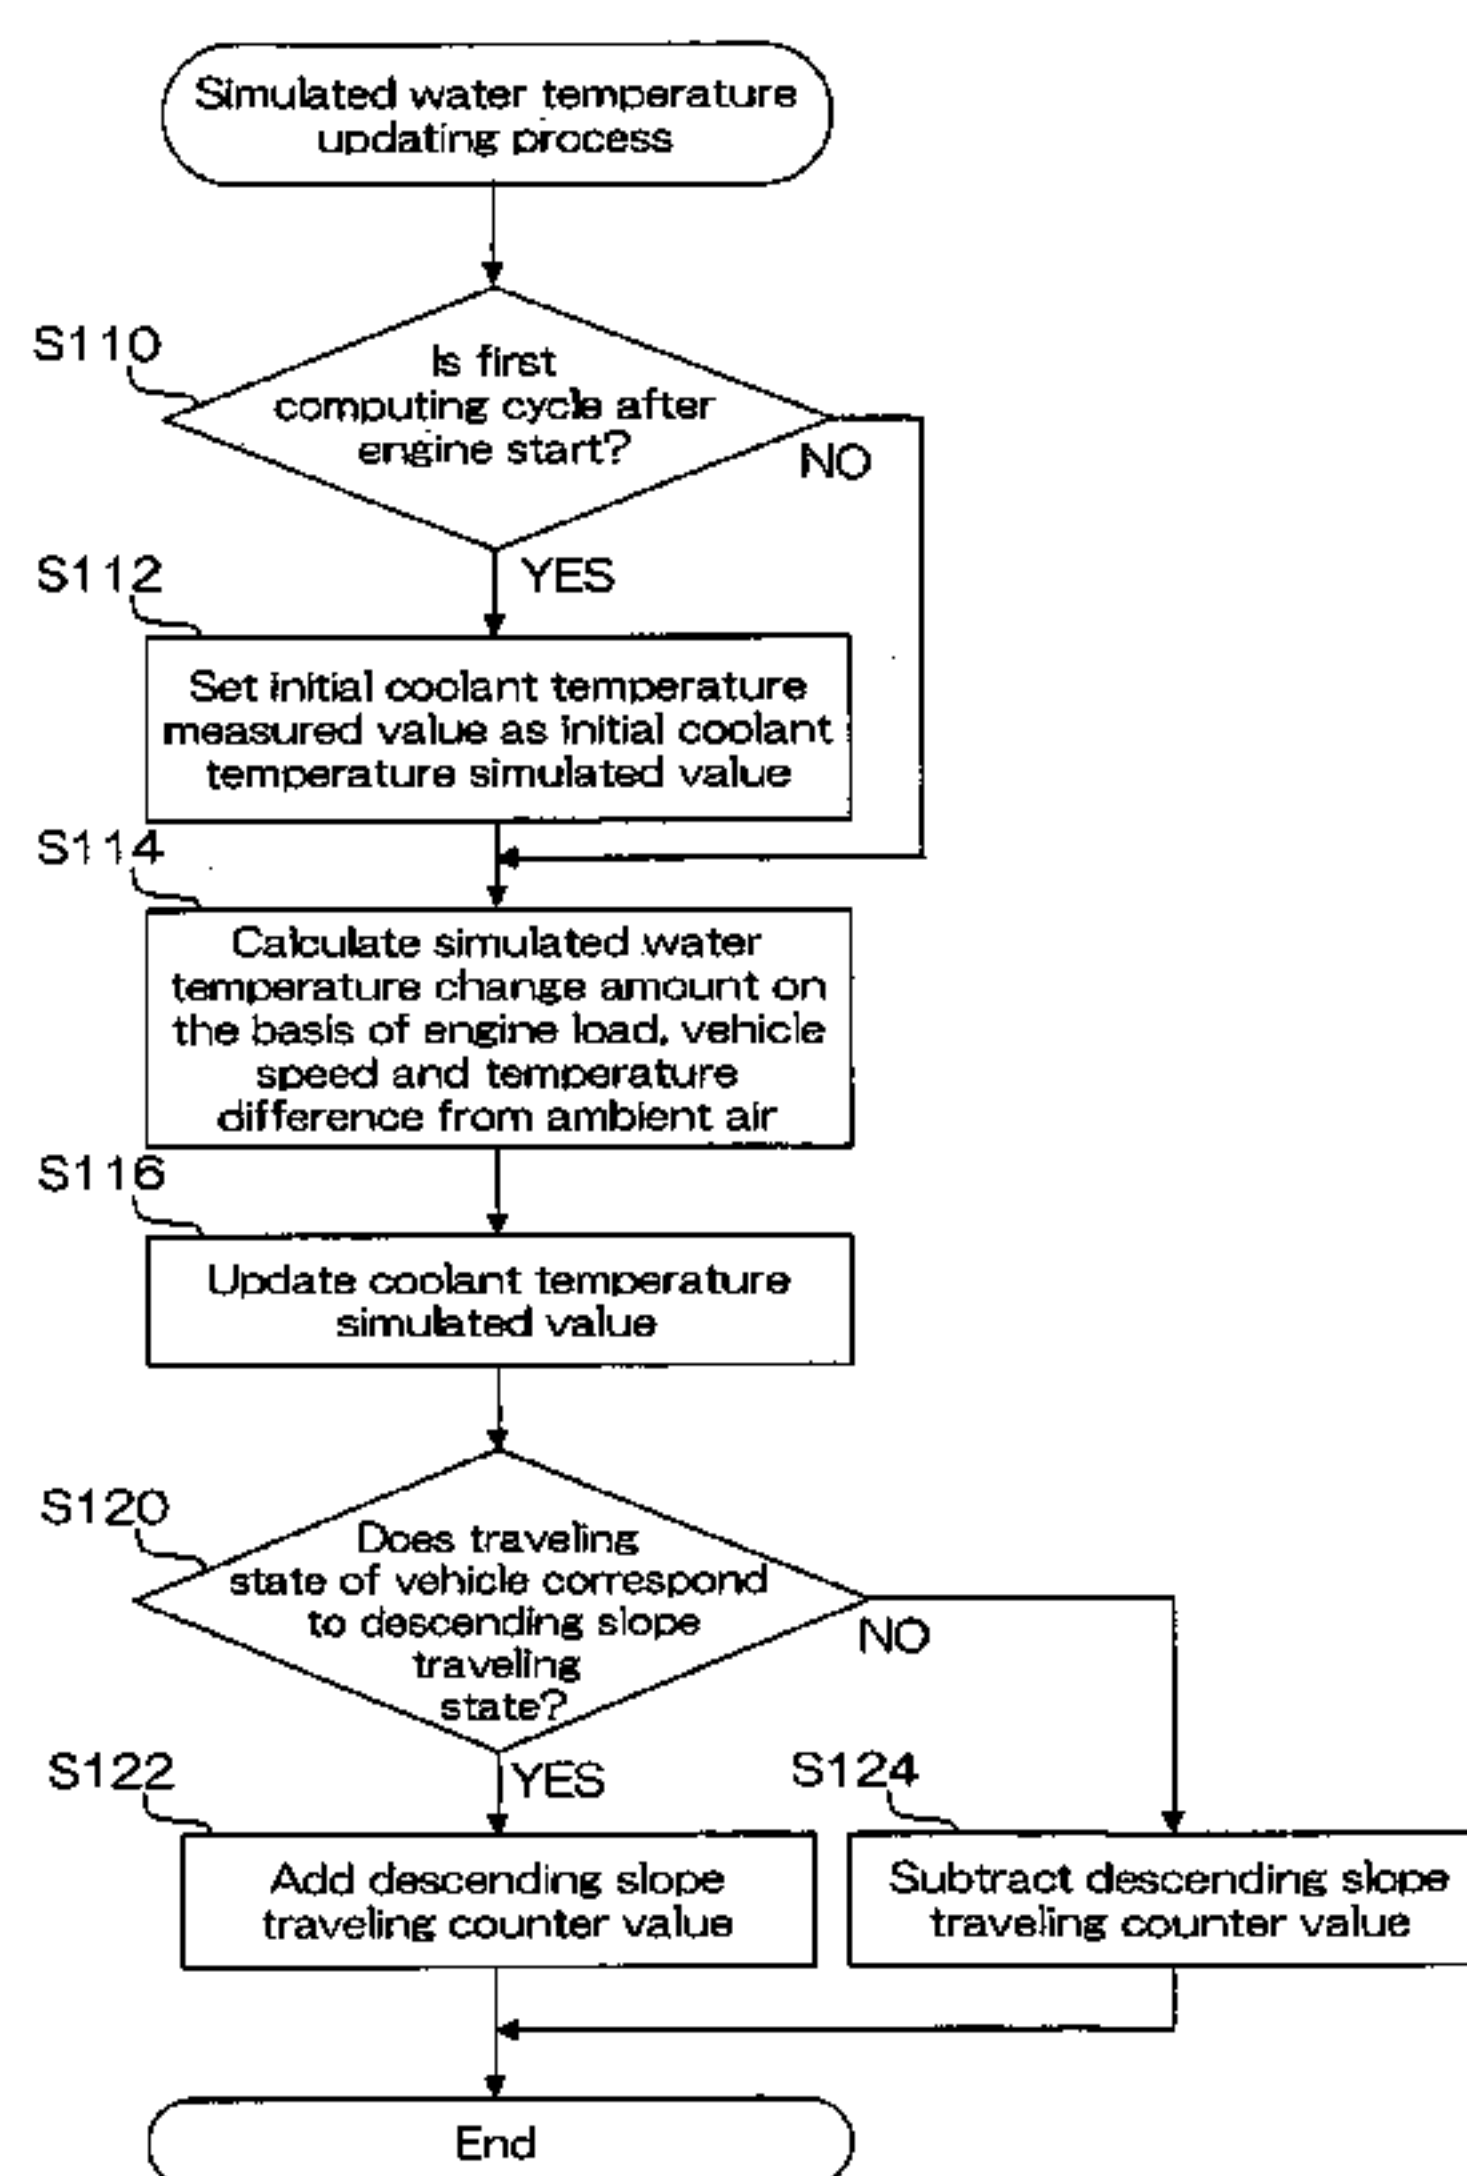 Simulated water temperature
updating process
S110
Is first
computing cycle after
engine start?
NO
S112
YES
Set initial coolant temperature
measured value as initial coolant
temperature simulated value
S114
Calculate simulated water
temperature change amount on
the basis of engine load, vehicle
speed and temperature
difference from ambient air
S116
Update coolant temperature
simulated value
S120
Does traveling
state of vehicle correspond
to descending slope
traveling
state?
NO
S122
YES
S124
Add descending slope
traveling counter value
Subtract descending slope
traveling counter value
End